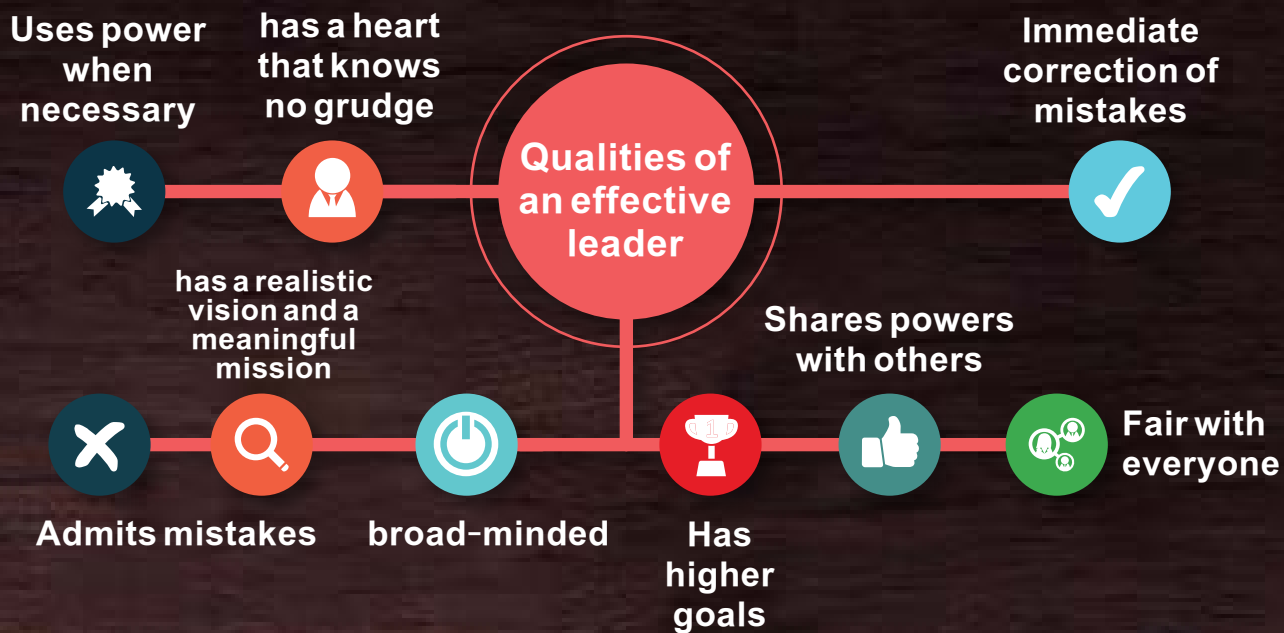 Uses power
when
necessary
has a heart
that knows
no grudge
Qualities of
an effective
leader
Immediate
correction of
mistakes
has a realistic
vision and a
meaningful
mission
Shares powers
with others
1
Fair with
everyone
Admits mistakes
broad-minded
Has
higher
goals